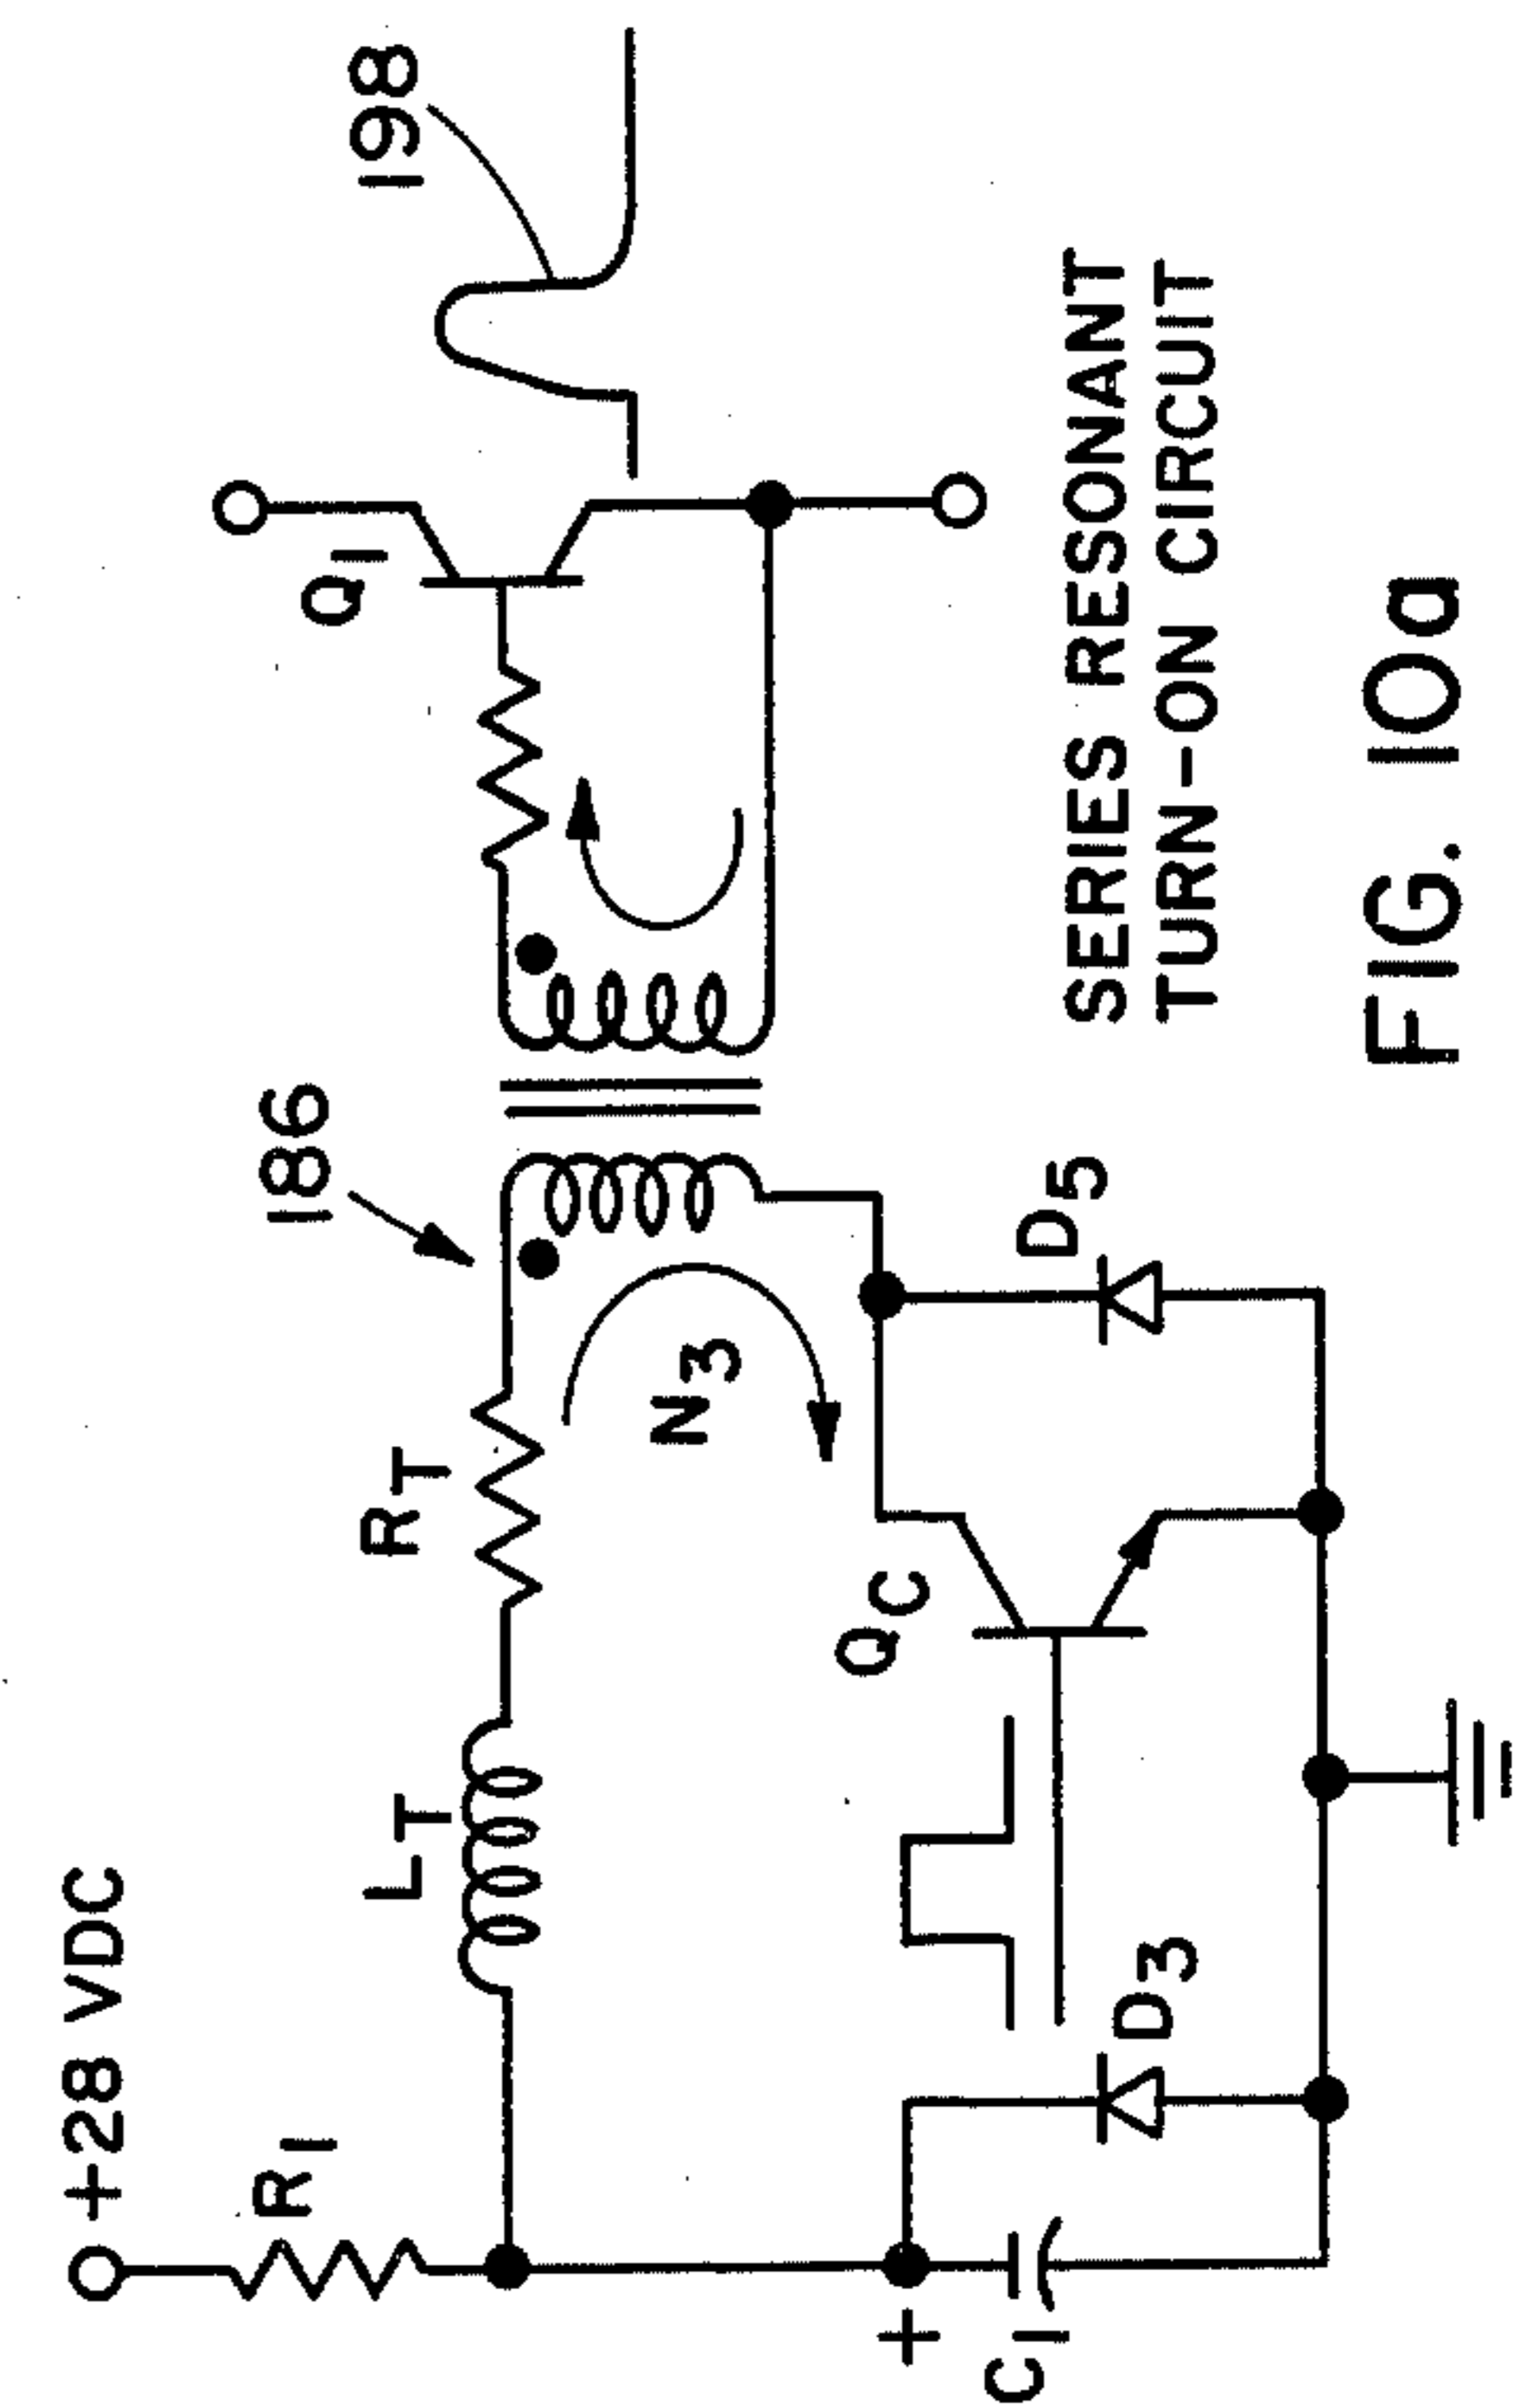 +28 VDC
R1
LT
RT
186
Q1
198
N3
QC
+
C1
D3
D5
SERIES RESONANT
TURN-ON CIRCUIT
FIG. 10a